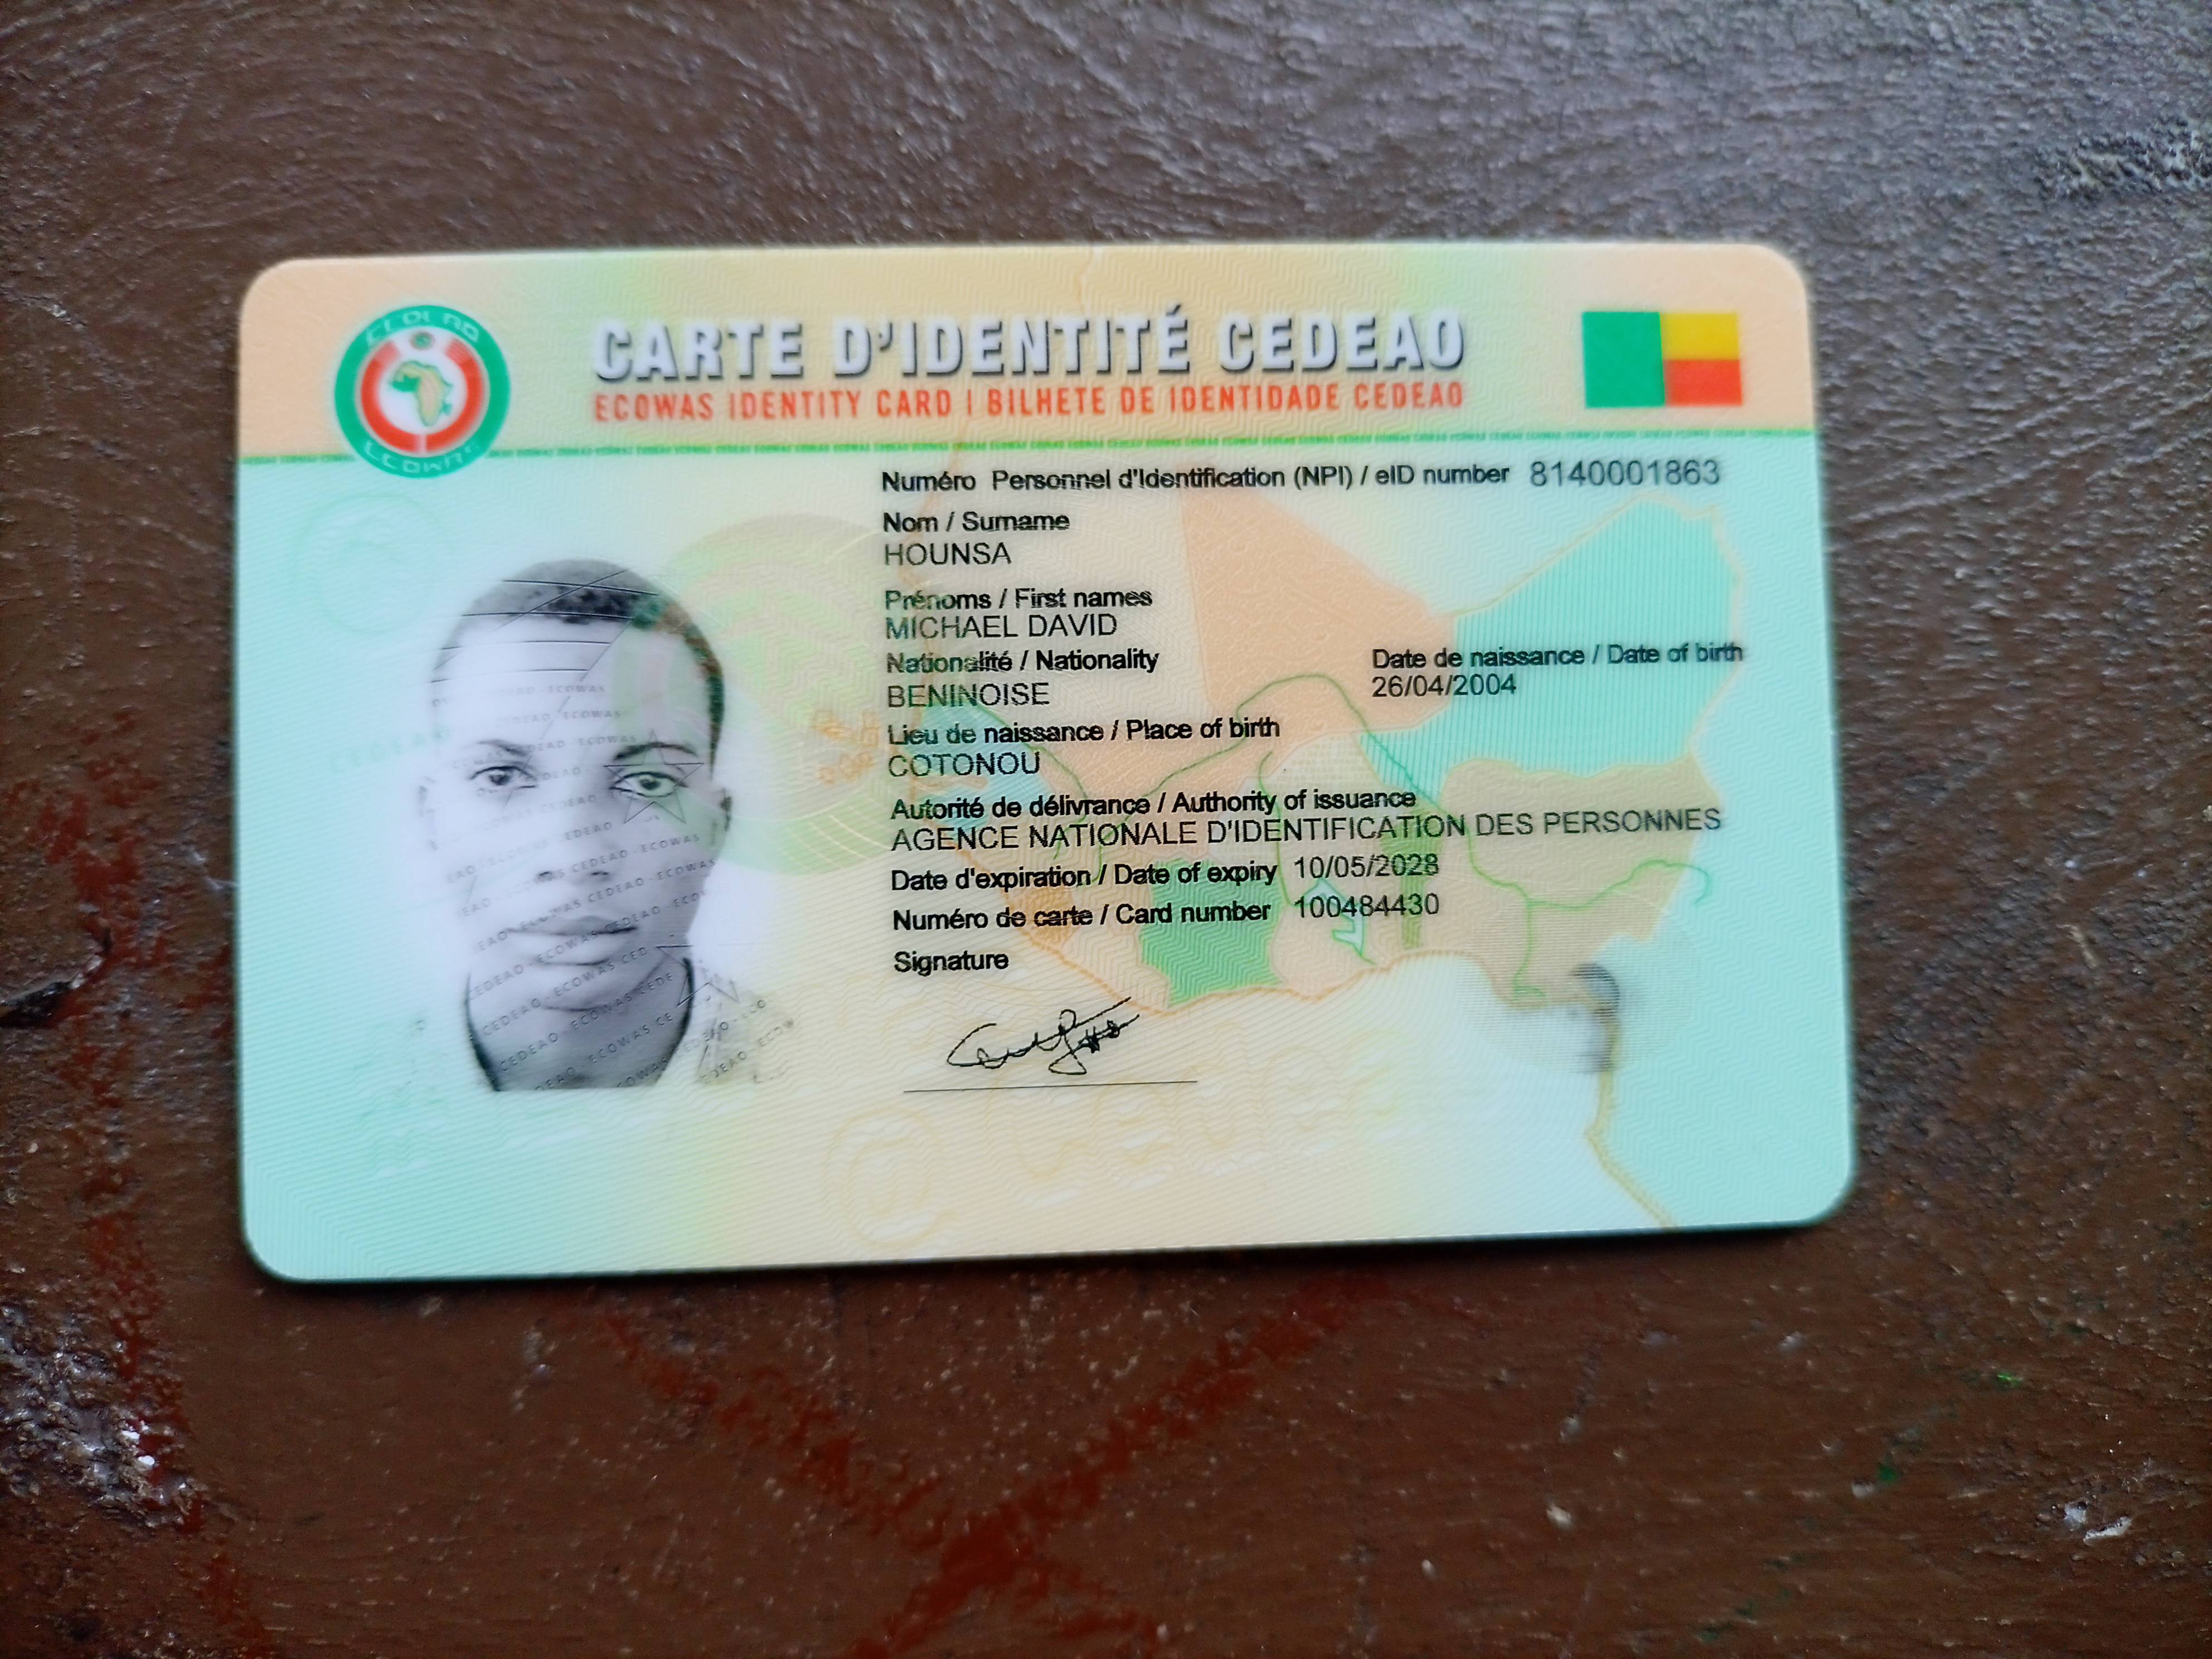 CEDEAO
CARTE D'IDENTITÉ CEDEAO
ECOWAS IDENTITY CARD | BILHETE DE IDENTIDADE CEDEAO
ECOWAS
Numéro Personnel d'Identification (NPI) / eID number 8140001863
Nom / Surname
HOUNSA
Prénoms / First names
MICHAEL DAVID
Nationalité / Nationality
BENINOISE
Date de naissance / Date of birth
26/04/2004
Lieu de naissance / Place of birth
COTONOU
Autorité de délivrance / Authority of issuance
AGENCE NATIONALE D'IDENTIFICATION DES PERSONNES
Date d'expiration / Date of expiry 10/05/2028
Numéro de carte / Card number 100484430
Signature